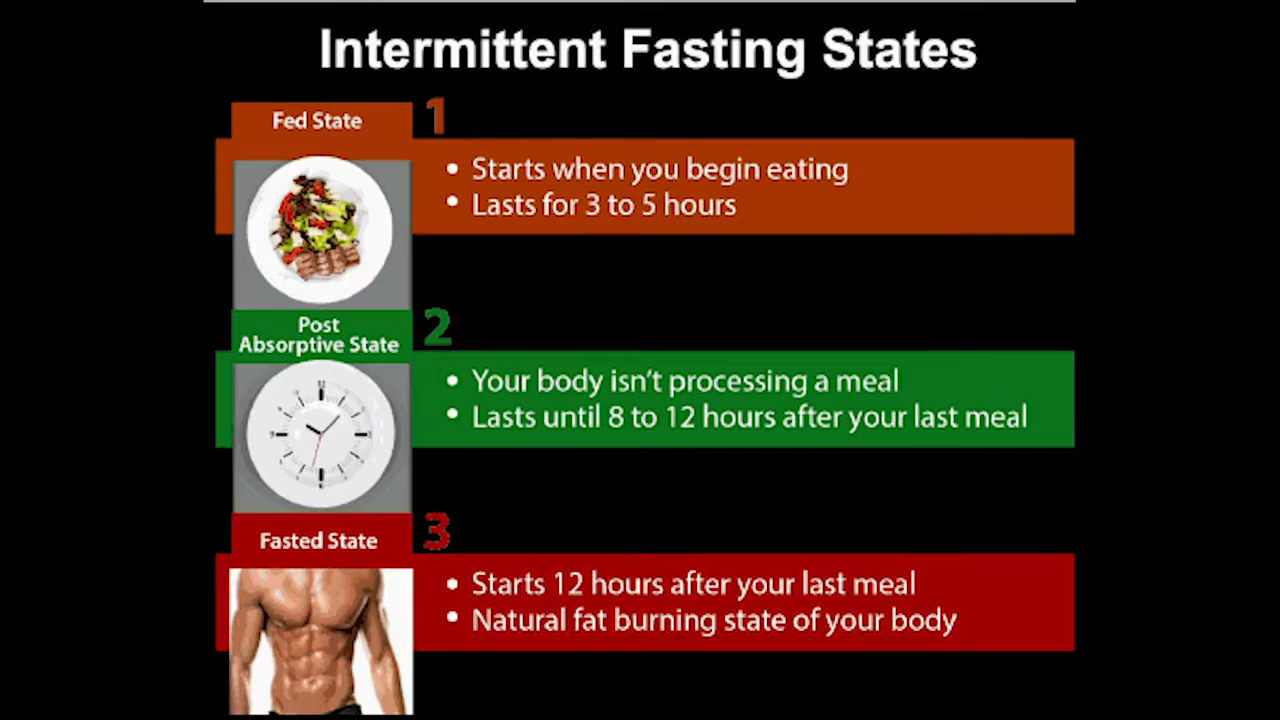 Intermittent Fasting States
Fed State
1
• Starts when you begin eating
• Lasts for 3 to 5 hours
Post
Absorptive State
2
• Your body isn't processing a meal
• Lasts until 8 to 12 hours after your last meal
Fasted State
3
• Starts 12 hours after your last meal
• Natural fat burning state of your body